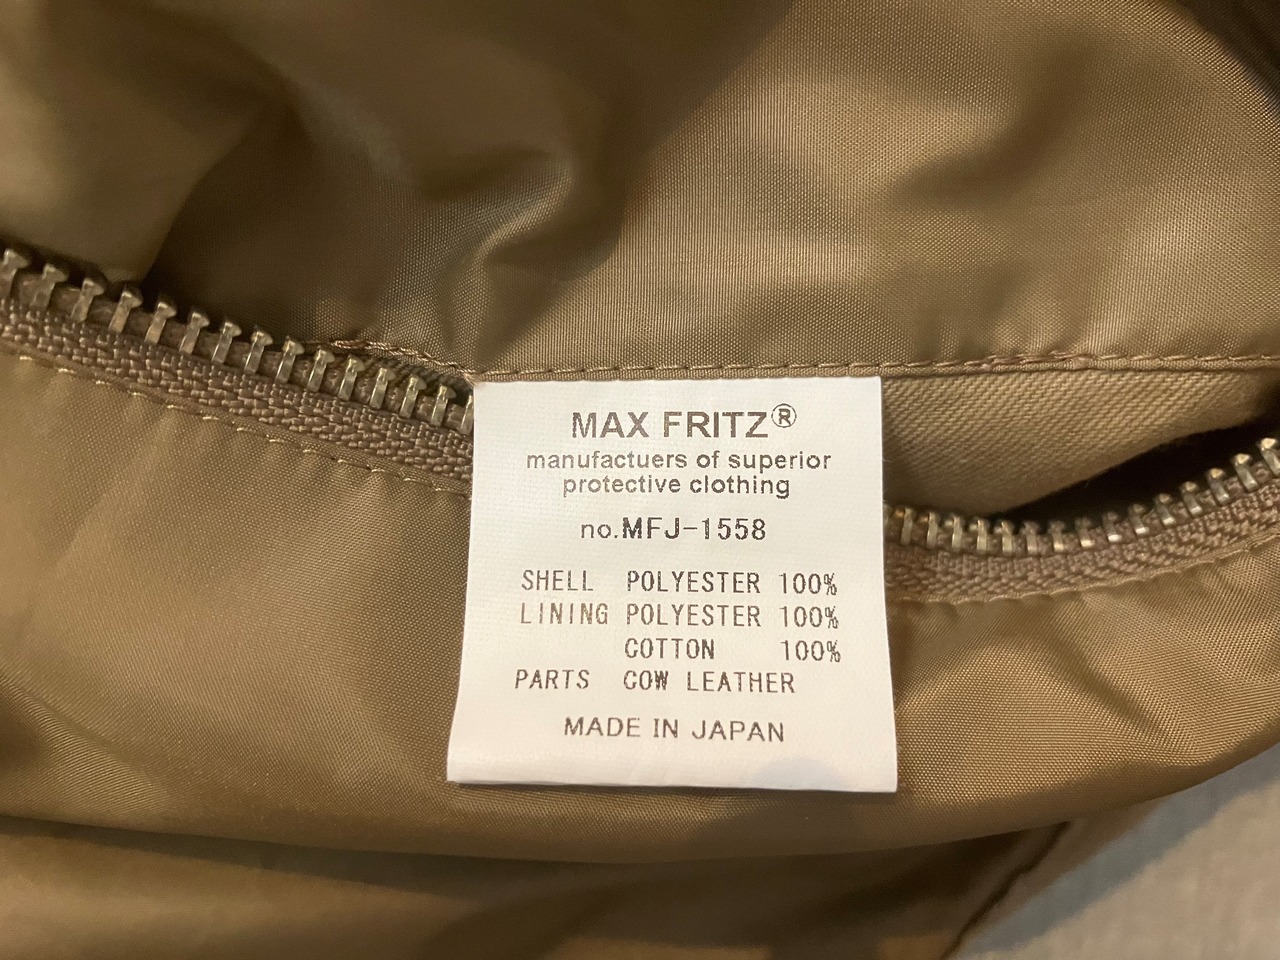 MAX FRITZ®
manufactuers of superior
protective clothing
no.MFJ-1558
SHELL POLYESTER 100%
LINING POLYESTER 100%
COTTON 100%
PARTS COW LEATHER
MADE IN JAPAN